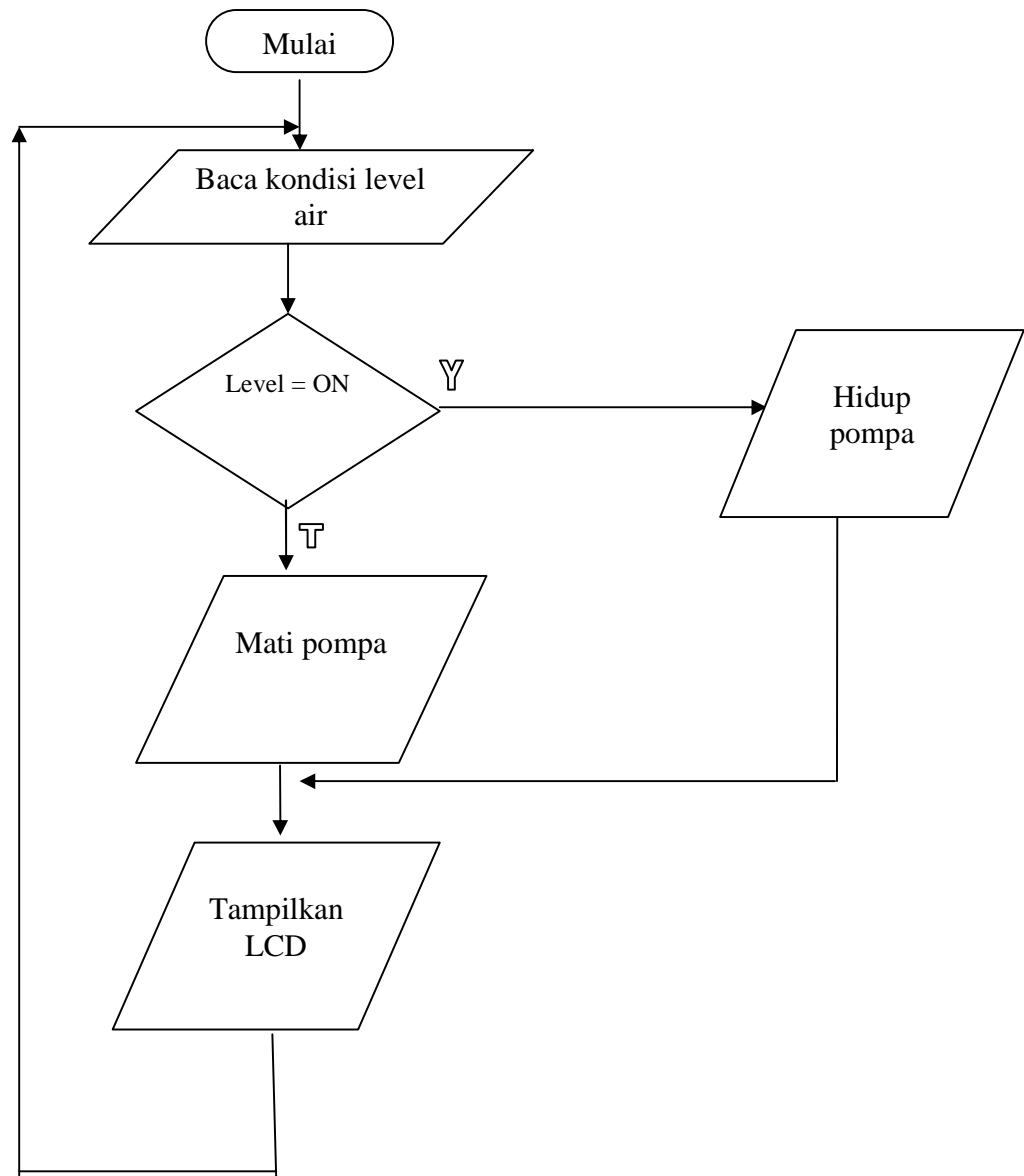 Mulai
Baca kondisi level
air
Level = ON
Y
Hidup
pompa
T
Mati pompa
Tampilkan
LCD